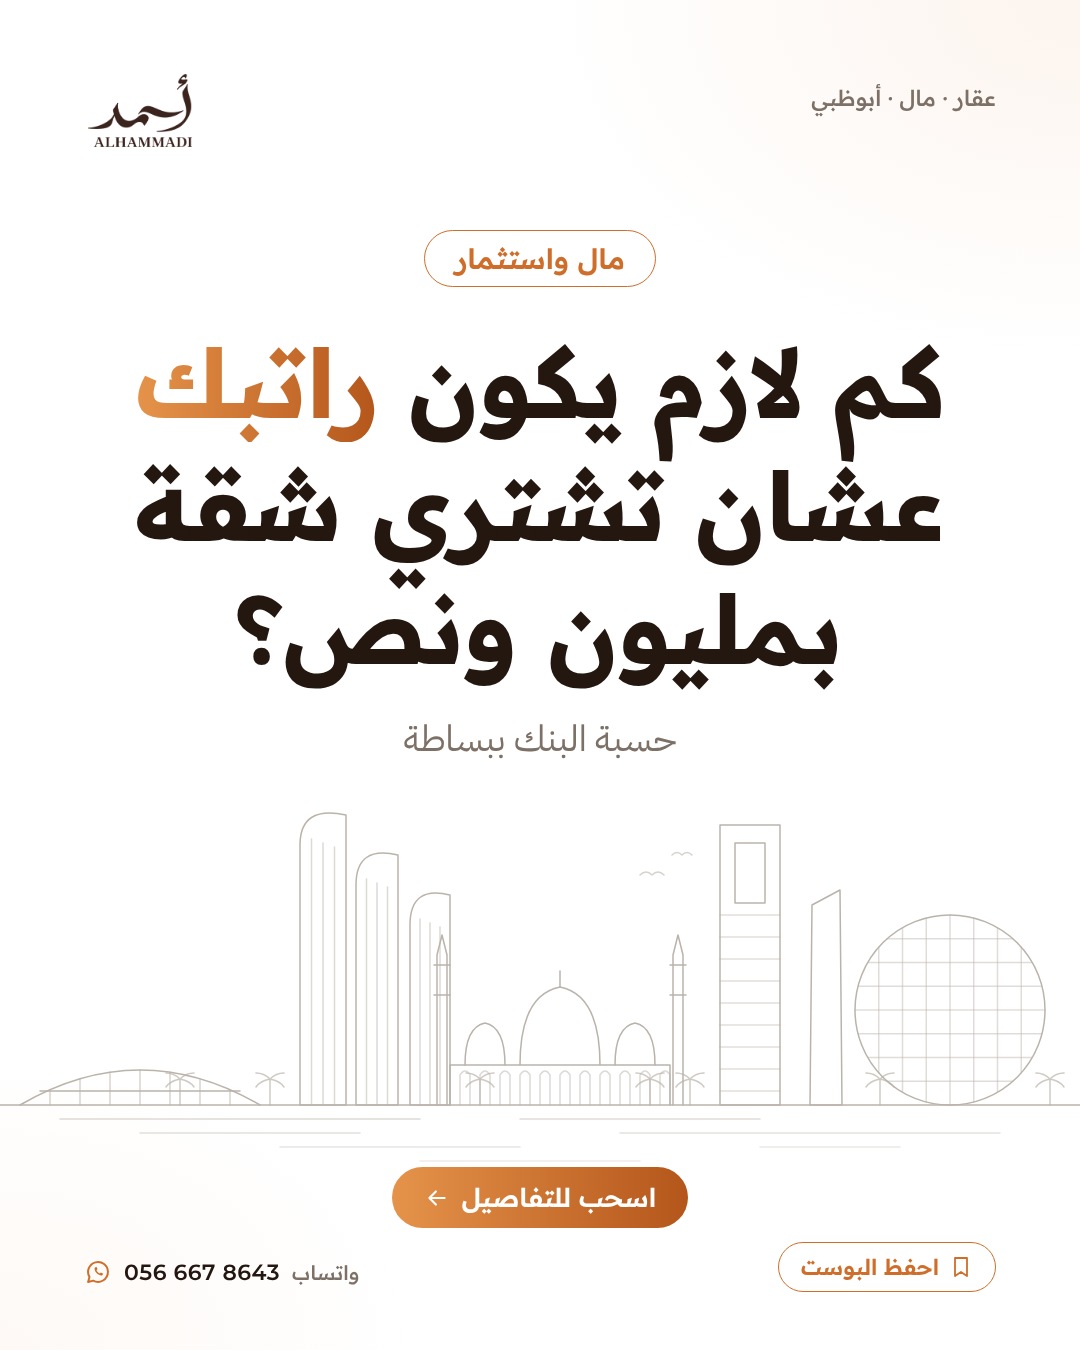 عقار · مال · أبوظبي
أحمد
ALHAMMADI
مال واستثمار
كم لازم يكون راتبك
عشان تشتري شقة
بمليون ونص؟
حسبة البنك ببساطة
اسحب للتفاصيل ←
احفظ البوست
واتساب 056 667 8643